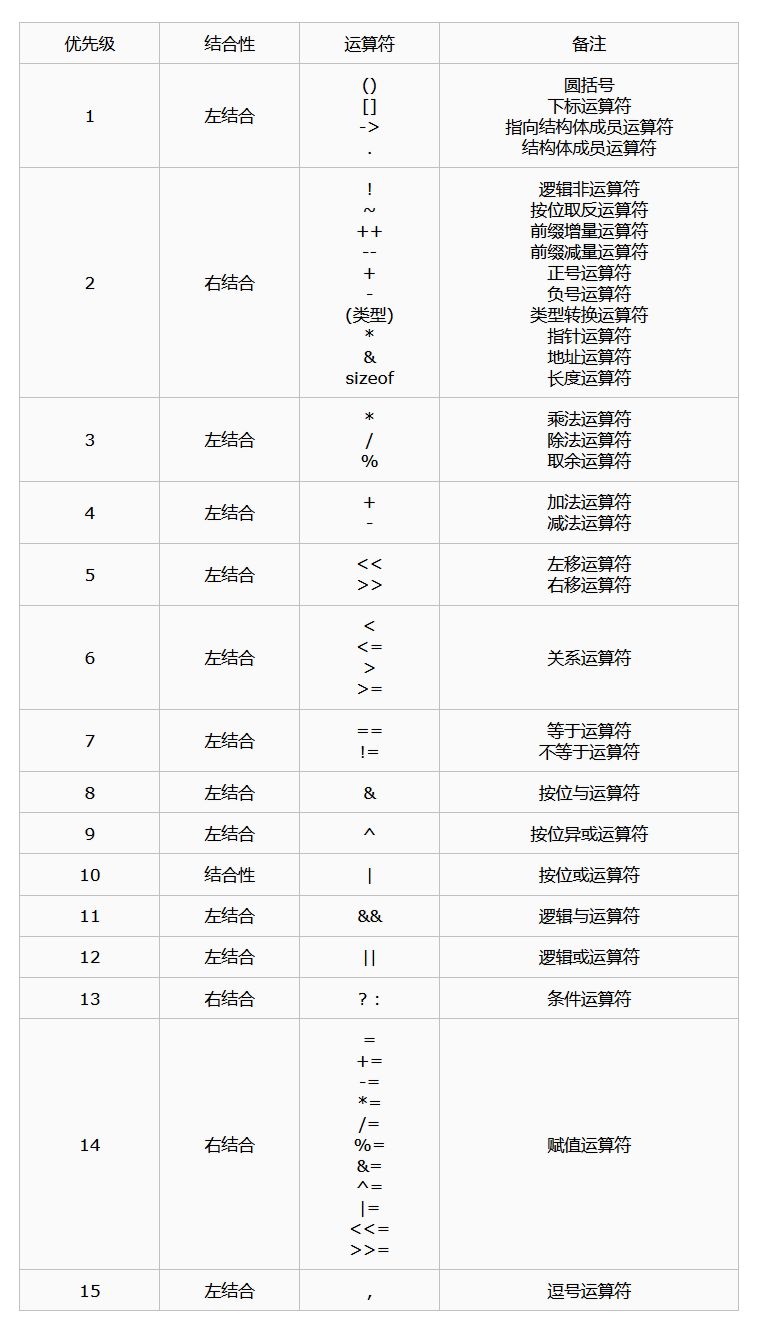 优先级 结合性 运算符 备注
1 左结合 () 圆括号
[] 下标运算符
-> 指向结构体成员运算符
. 结构体成员运算符
2 右结合 ! 逻辑非运算符
~ 按位取反运算符
++ 前缀增量运算符
-- 前缀减量运算符
+ 正号运算符
- 负号运算符
(类型) 类型转换运算符
* 指针运算符
& 地址运算符
sizeof 长度运算符
3 左结合 * 乘法运算符
/ 除法运算符
% 取余运算符
4 左结合 + 加法运算符
- 减法运算符
5 左结合 << 左移运算符
>> 右移运算符
6 左结合 < 关系运算符
<=
>
>=
7 左结合 == 等于运算符
!= 不等于运算符
8 左结合 & 按位与运算符
9 左结合 ^ 按位异或运算符
10 结合性 | 按位或运算符
11 左结合 && 逻辑与运算符
12 左结合 || 逻辑或运算符
13 右结合 ? : 条件运算符
14 右结合 = 赋值运算符
+=
-=
*=
/=
%=
&=
^=
|=
<<=
>>=
15 左结合 , 逗号运算符